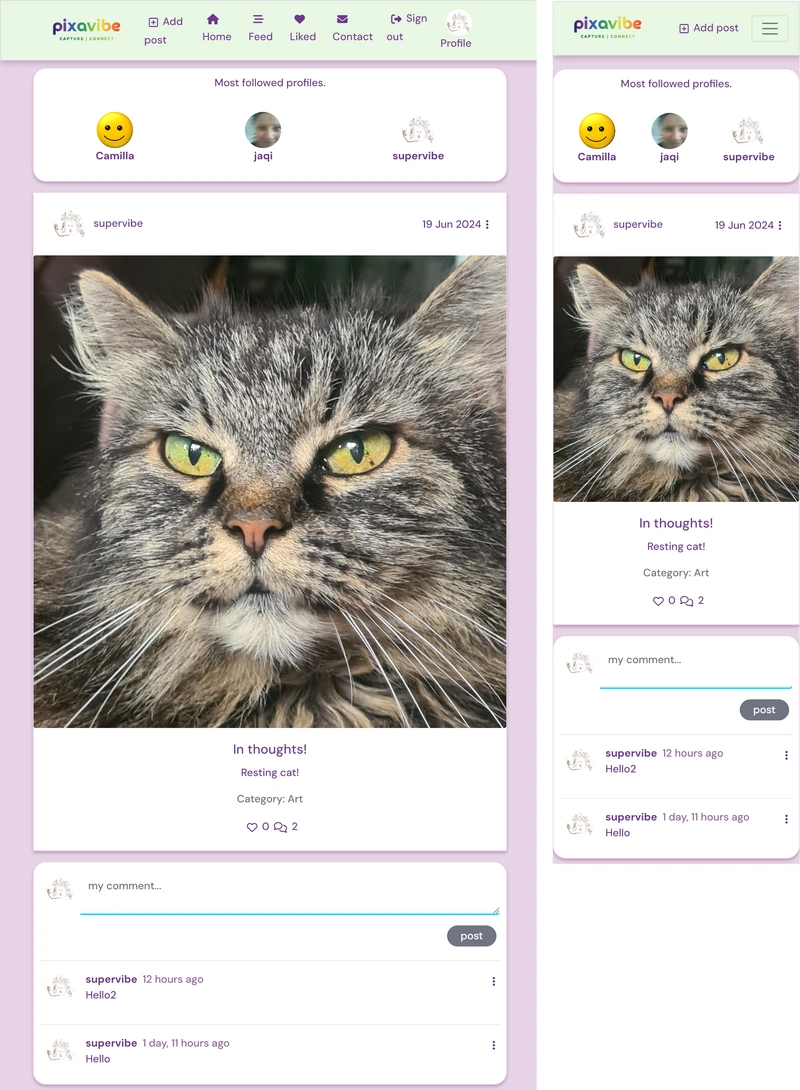 pixavibe
CAPTURE | CONNECT
Add
post
Home
Feed
Liked
Contact
Sign
out
Profile
Most followed profiles.
Camilla
jaqi
supervibe
supervibe
19 Jun 2024
In thoughts!
Resting cat!
Category: Art
0 2
my comment...
post
supervibe 12 hours ago
Hello2
supervibe 1 day, 11 hours ago
Hello
pixavibe
CAPTURE | CONNECT
Add post
Most followed profiles.
Camilla
jaqi
supervibe
supervibe
19 Jun 2024
In thoughts!
Resting cat!
Category: Art
0 2
my comment...
post
supervibe 12 hours ago
Hello2
supervibe 1 day, 11 hours ago
Hello